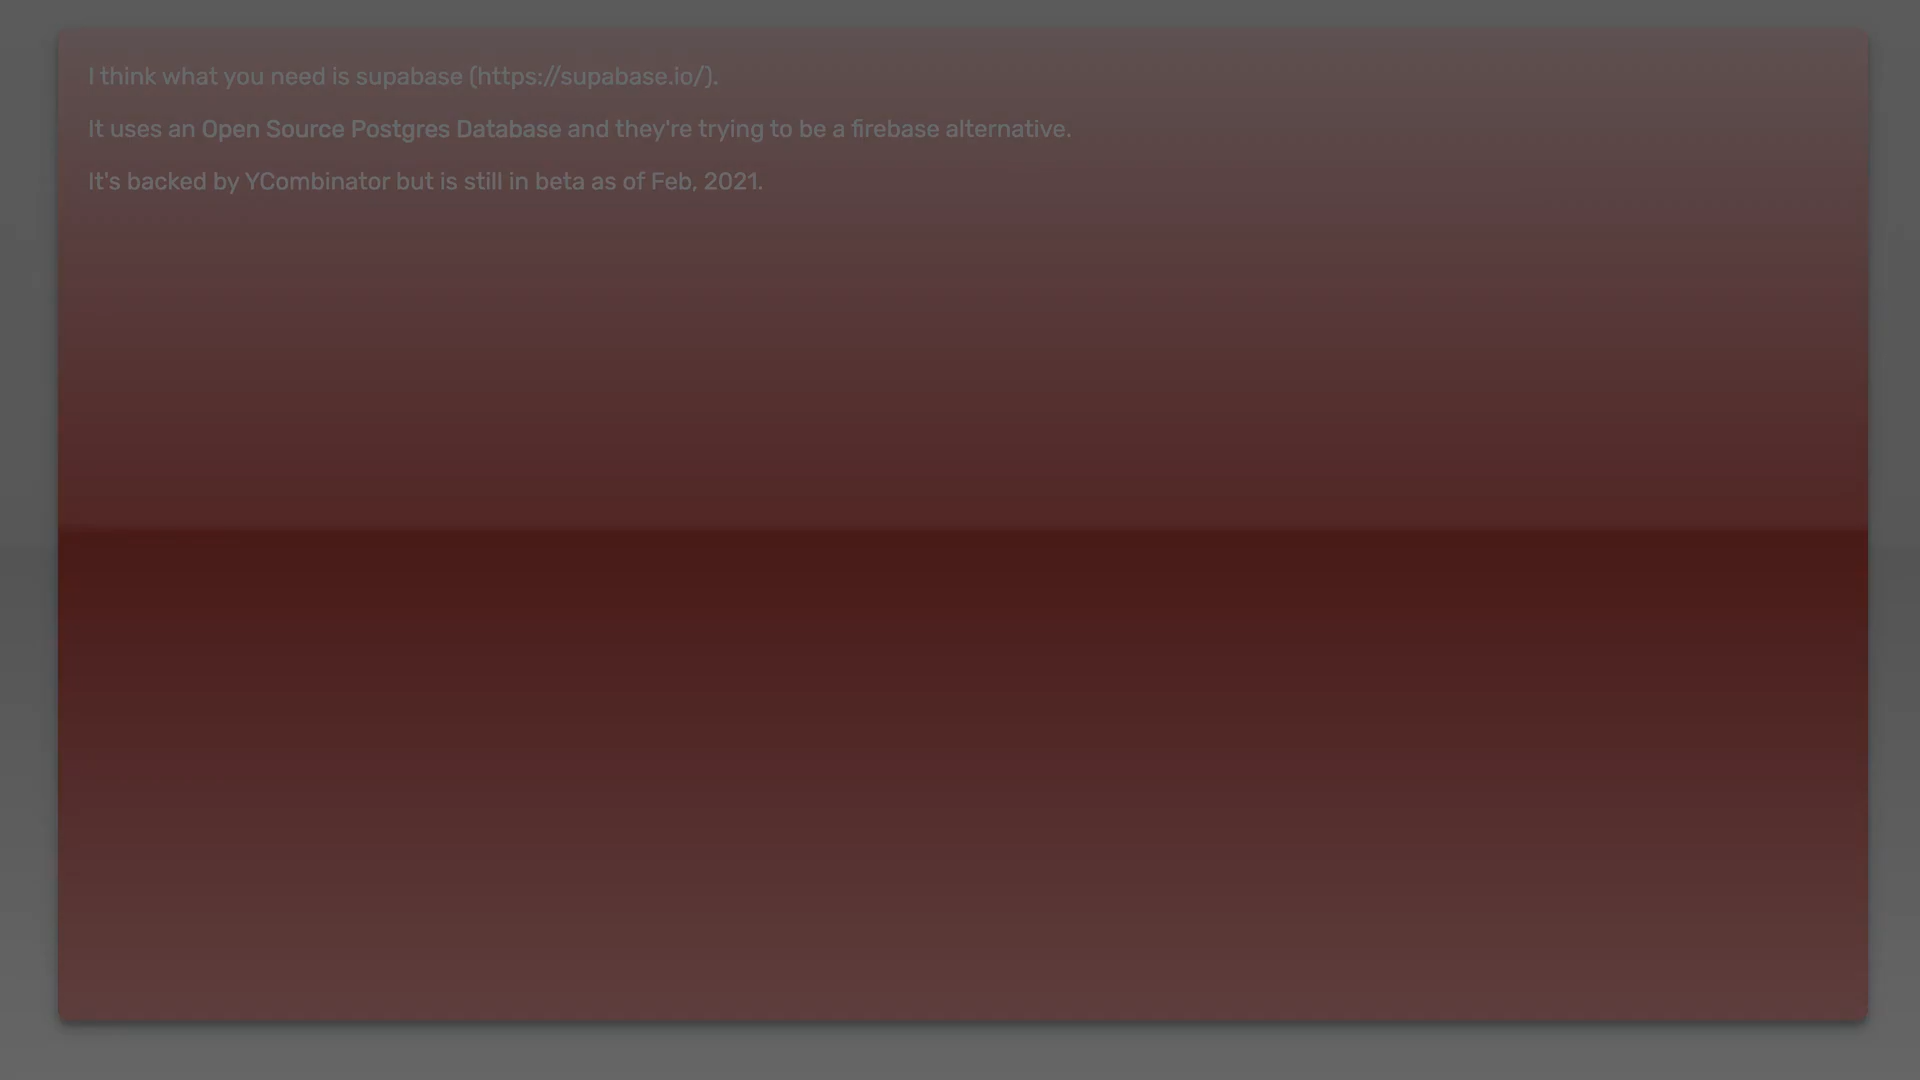 I think what you need is supabase (https://supabase.io/).
It uses an Open Source Postgres Database and they're trying to be a firebase alternative.
It's backed by YCombinator but is still in beta as of Feb, 2021.